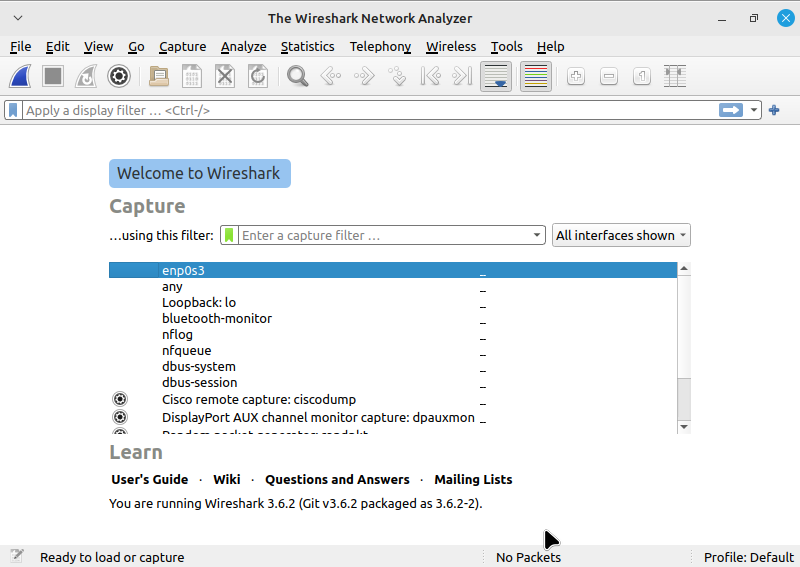 The Wireshark Network Analyzer
File Edit View Go Capture Analyze Statistics Telephony Wireless Tools Help
Apply a display filter … <Ctrl-/>
Welcome to Wireshark
Capture
…using this filter: Enter a capture filter … All interfaces shown
enp0s3
any
Loopback: lo
bluetooth-monitor
nflog
nfqueue
dbus-system
dbus-session
Cisco remote capture: ciscodump
DisplayPort AUX channel monitor capture: dpauxmon
Learn
User's Guide · Wiki · Questions and Answers · Mailing Lists
You are running Wireshark 3.6.2 (Git v3.6.2 packaged as 3.6.2-2).
Ready to load or capture No Packets Profile: Default